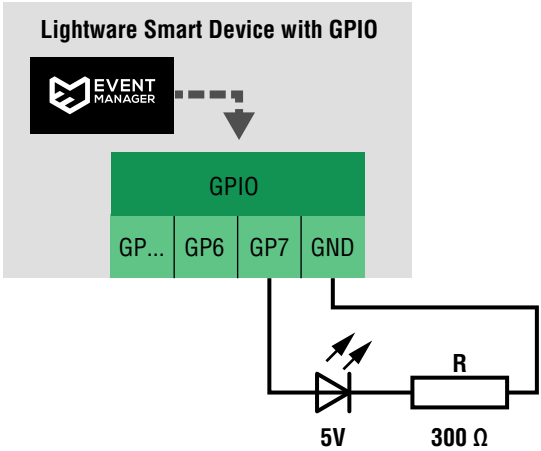 Lightware Smart Device with GPIO
EVENT
MANAGER
GPIO
GP... GP6 GP7 GND
R
5V 300 Ω